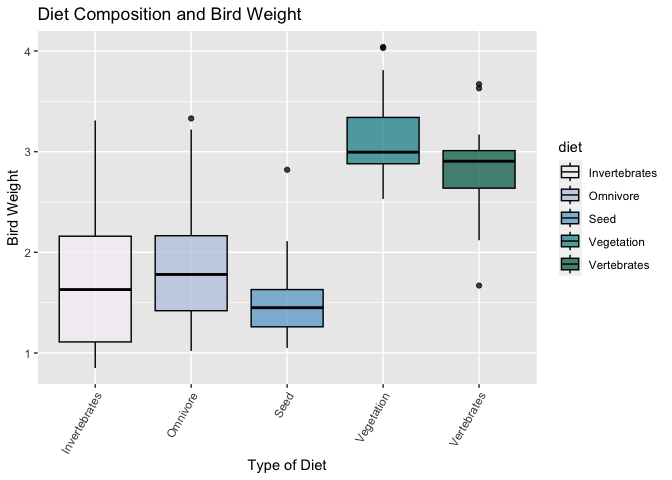 Diet Composition and Bird Weight
4
3
2
1
Bird Weight
Invertebrates
Omnivore
Seed
Vegetation
Vertebrates
Type of Diet
diet
Invertebrates
Omnivore
Seed
Vegetation
Vertebrates